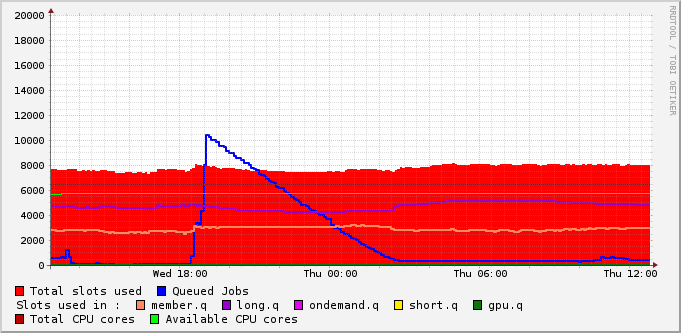 20000
18000
16000
14000
12000
10000
8000
6000
4000
2000
0
Wed 18:00 Thu 00:00 Thu 06:00 Thu 12:00
Total slots used Queued Jobs
Slots used in : member.q long.q ondemand.q short.q gpu.q
Total CPU cores Available CPU cores
RRDTOOL / TOBI OETIKER